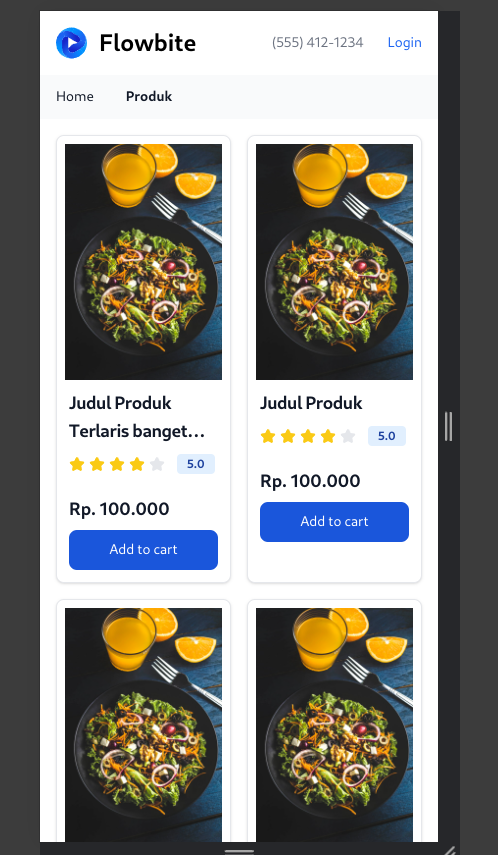 Flowbite
(555) 412-1234
Login
Home
Produk
Judul Produk
Terlaris banget...
5.0
Rp. 100.000
Add to cart
Judul Produk
5.0
Rp. 100.000
Add to cart